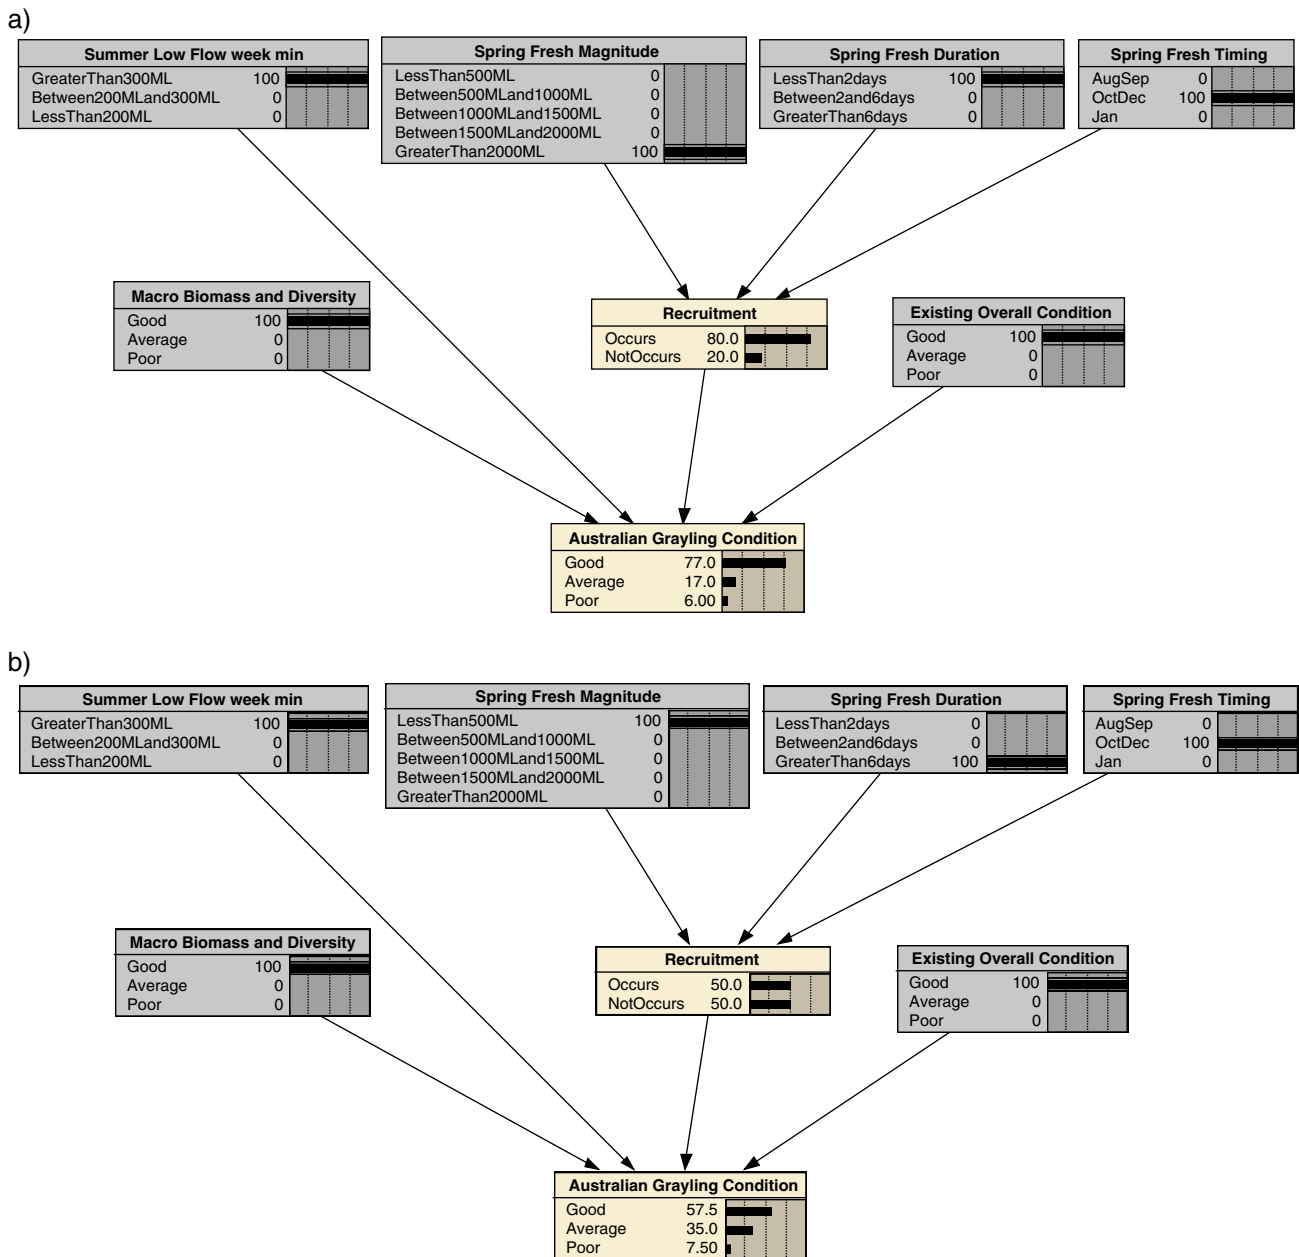 a)
Summer Low Flow week min
GreaterThan300ML 100
Between200MLand300ML 0
LessThan200ML 0
Spring Fresh Magnitude
LessThan500ML 0
Between500MLand1000ML 0
Between1000MLand1500ML 0
Between1500MLand2000ML 0
GreaterThan2000ML 100
Spring Fresh Duration
LessThan2days 100
Between2and6days 0
GreaterThan6days 0
Spring Fresh Timing
AugSep 0
OctDec 100
Jan 0
Macro Biomass and Diversity
Good 100
Average 0
Poor 0
Recruitment
Occurs 80.0
NotOccurs 20.0
Existing Overall Condition
Good 100
Average 0
Poor 0
Australian Grayling Condition
Good 77.0
Average 17.0
Poor 6.00
b)
Summer Low Flow week min
GreaterThan300ML 100
Between200MLand300ML 0
LessThan200ML 0
Spring Fresh Magnitude
LessThan500ML 100
Between500MLand1000ML 0
Between1000MLand1500ML 0
Between1500MLand2000ML 0
GreaterThan2000ML 0
Spring Fresh Duration
LessThan2days 0
Between2and6days 0
GreaterThan6days 100
Spring Fresh Timing
AugSep 0
OctDec 100
Jan 0
Macro Biomass and Diversity
Good 100
Average 0
Poor 0
Recruitment
Occurs 50.0
NotOccurs 50.0
Existing Overall Condition
Good 100
Average 0
Poor 0
Australian Grayling Condition
Good 57.5
Average 35.0
Poor 7.50